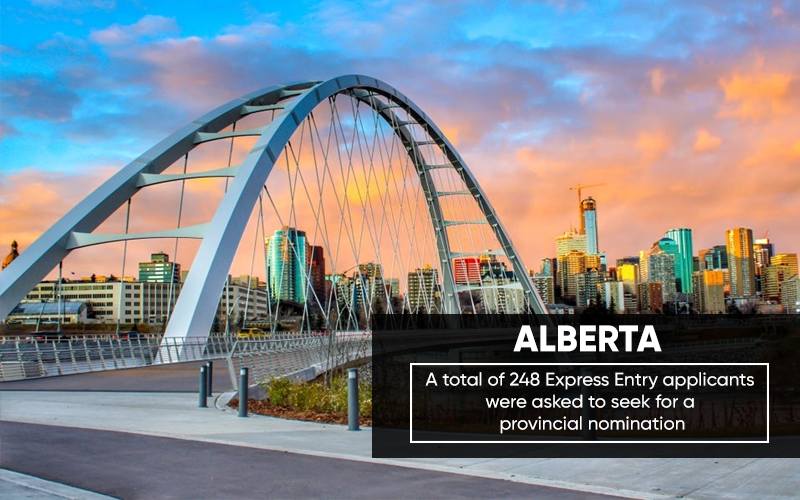 ALBERTA
A total of 248 Express Entry applicants
were asked to seek for a
provincial nomination